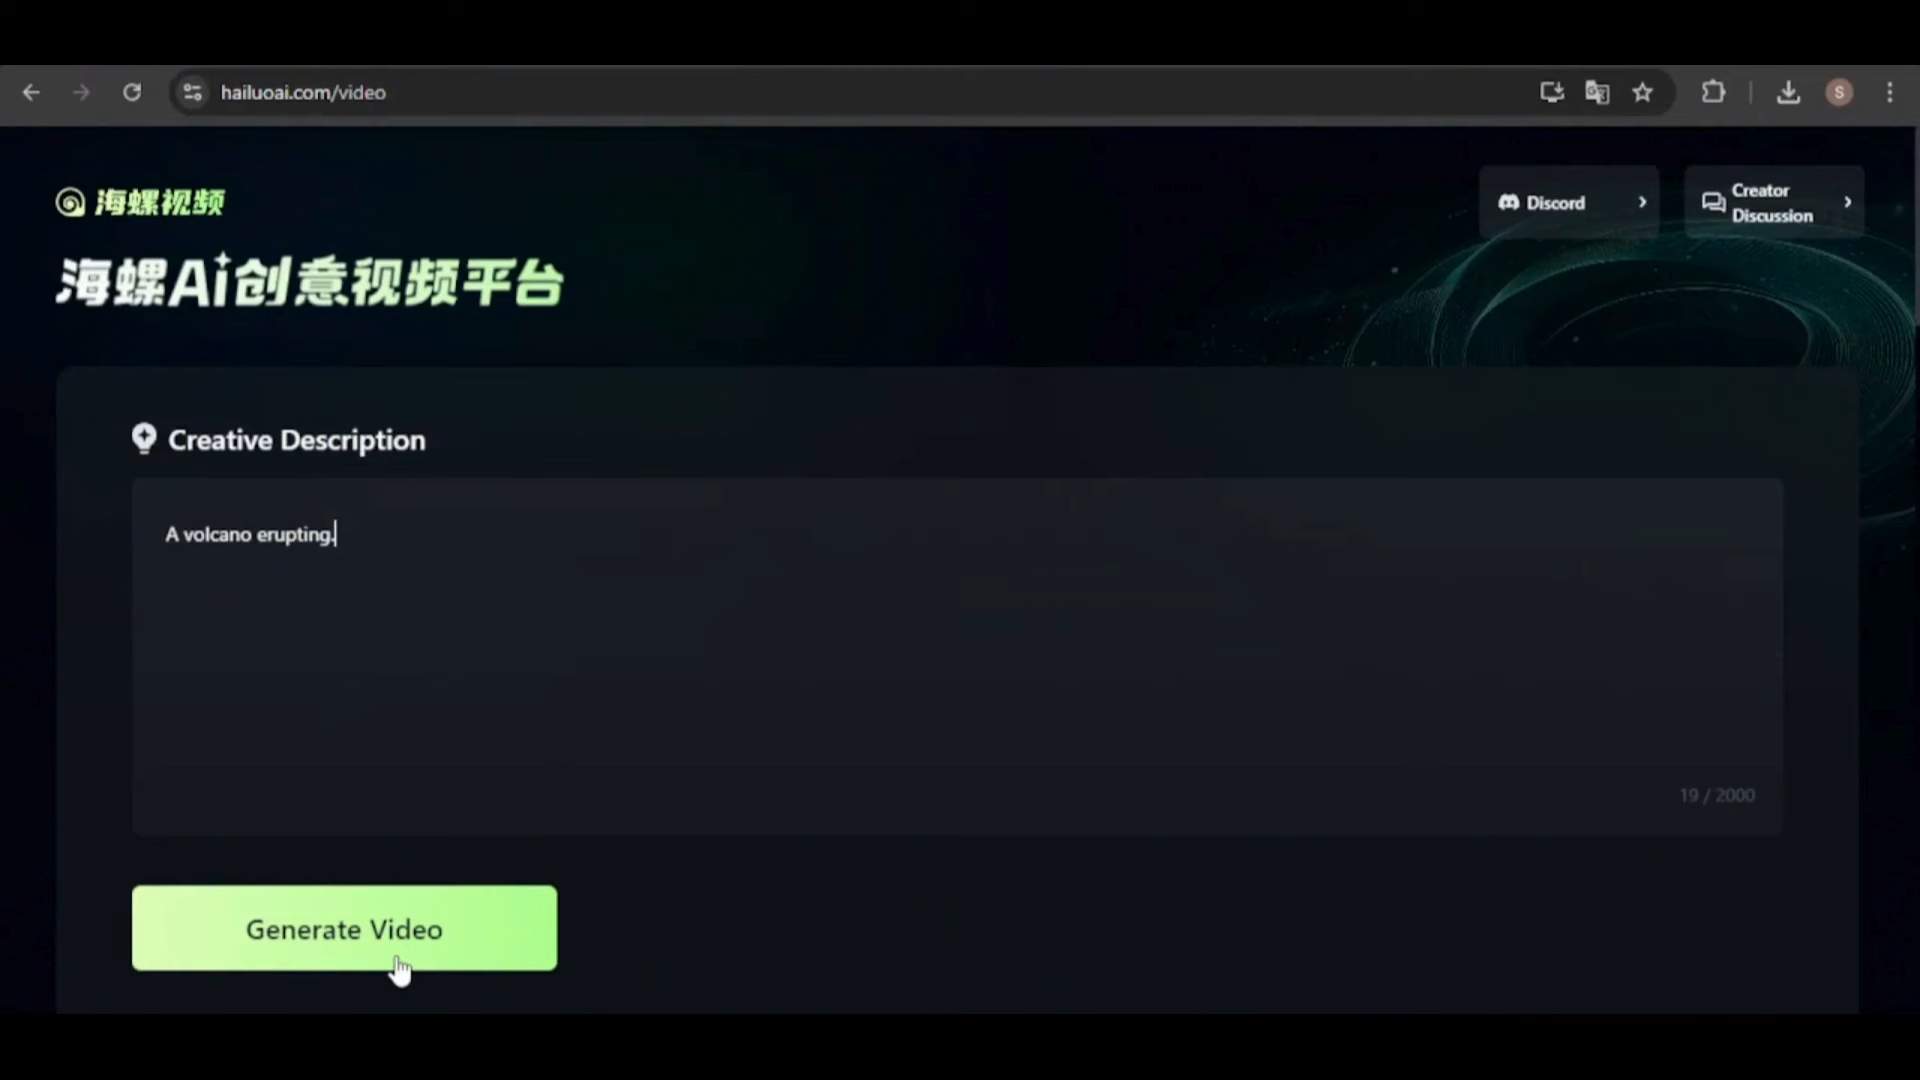 hailuoai.com/video
S
海螺视频
Discord
Creator
Discussion
海螺Ai创意视频平台
Creative Description
A volcano erupting.
19 / 2000
Generate Video